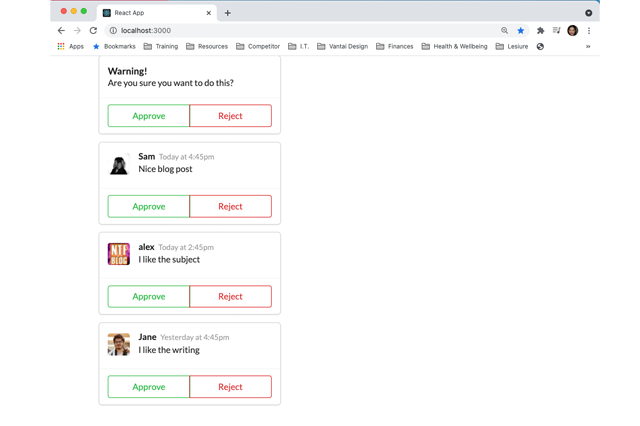 React App
localhost:3000
Apps Bookmarks Training Resources Competitor I.T. Vantai Design Finances Health & Wellbeing Lesiure »
Warning!
Are you sure you want to do this?
Approve Reject
Sam Today at 4:45pm
Nice blog post
Approve Reject
NTF
BLOG
alex Today at 2:45pm
I like the subject
Approve Reject
Jane Yesterday at 4:45pm
I like the writing
Approve Reject